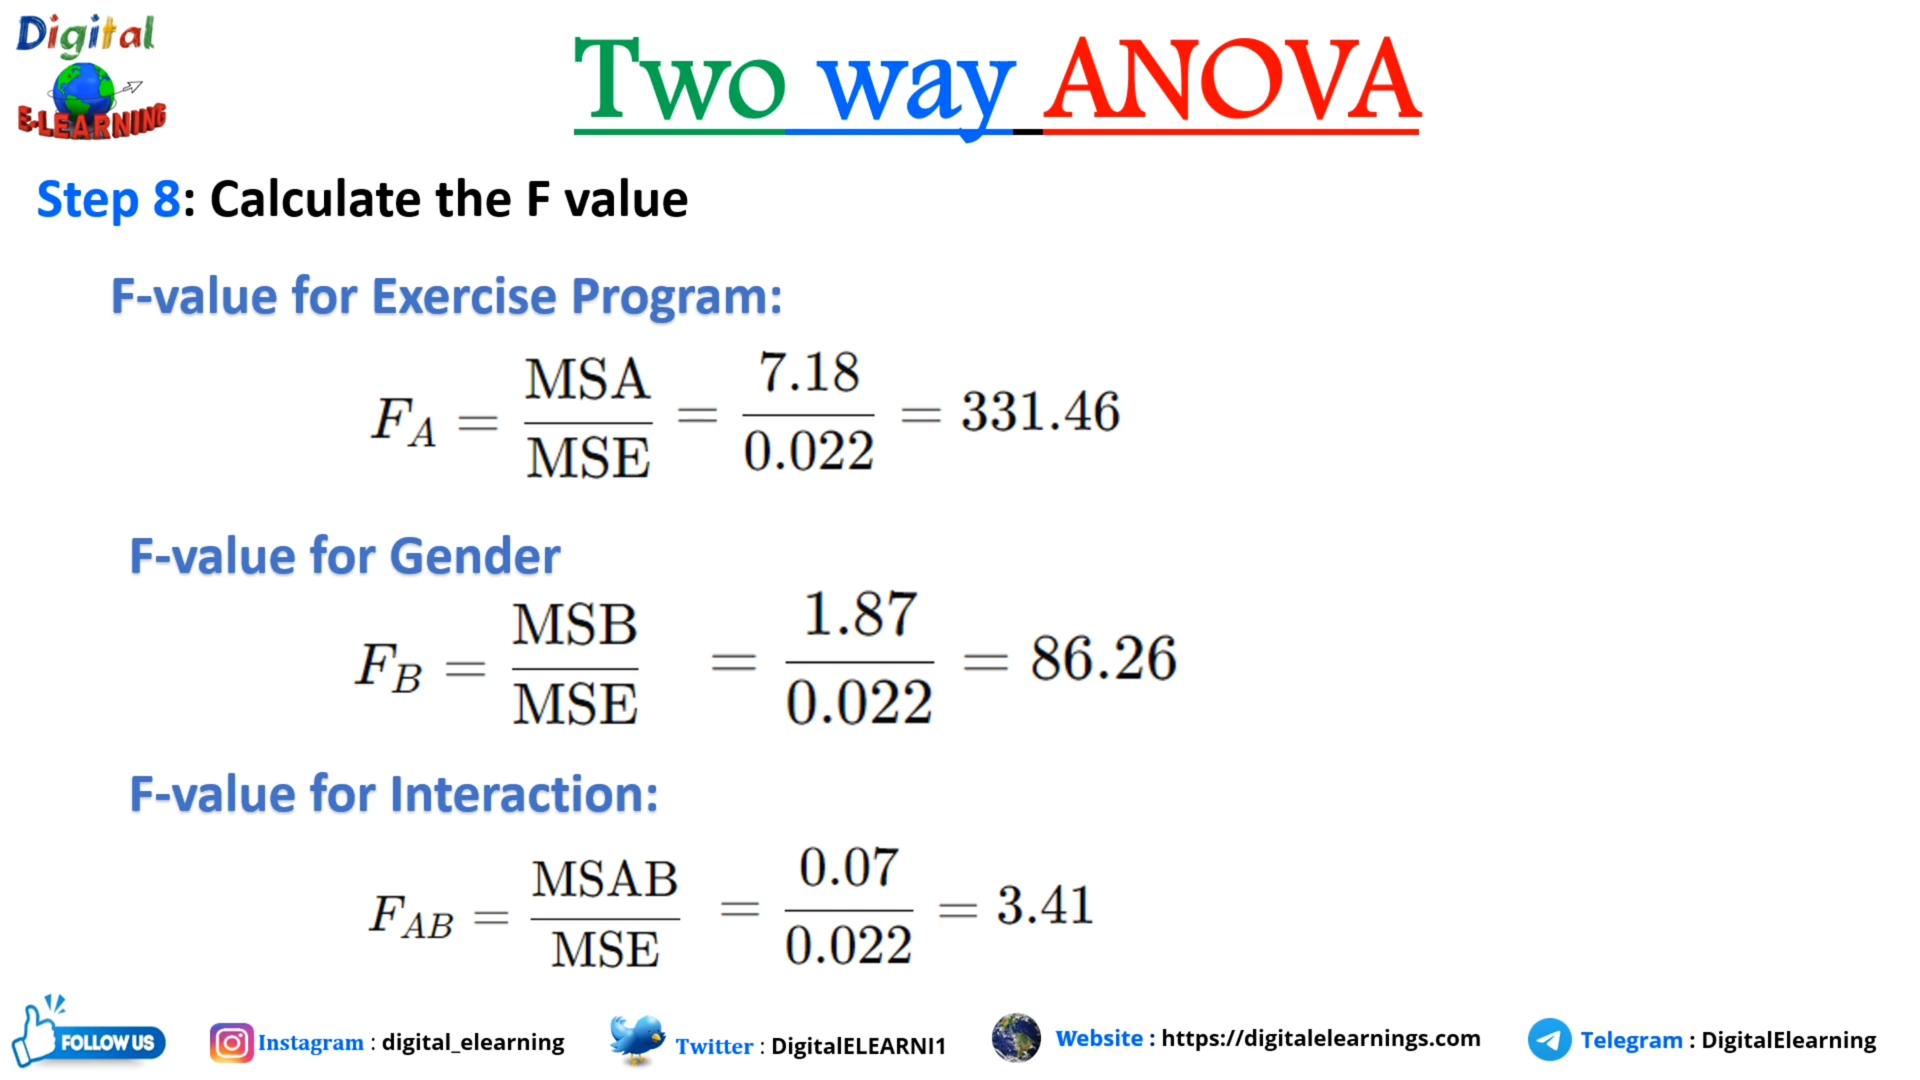 Digital
E-LEARNING
Two way ANOVA
Step 8: Calculate the F value
F-value for Exercise Program:
F_A = MSA / MSE = 7.18 / 0.022 = 331.46
F-value for Gender
F_B = MSB / MSE = 1.87 / 0.022 = 86.26
F-value for Interaction:
F_AB = MSAB / MSE = 0.07 / 0.022 = 3.41
FOLLOW US
Instagram : digital_elearning
Twitter : DigitalELEARNI1
Website : https://digitalelearnings.com
Telegram : DigitalElearning